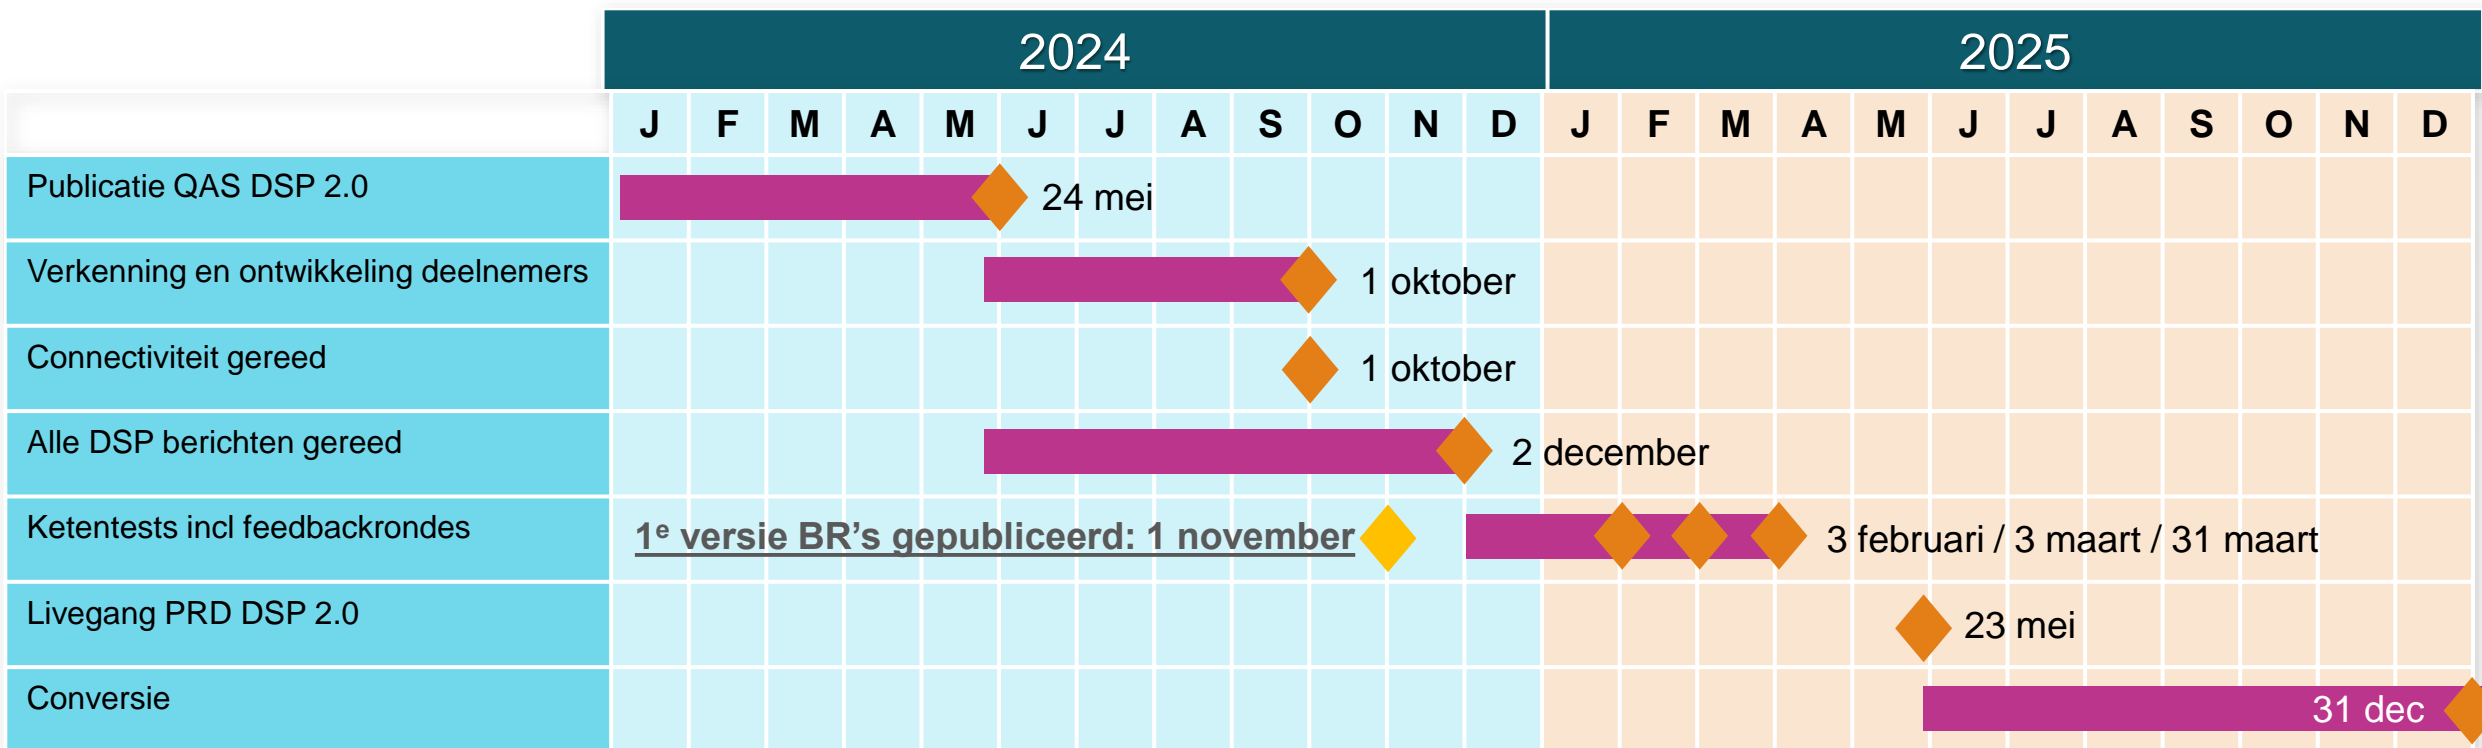 2024 2025
J F M A M J J A S O N D J F M A M J J A S O N D
Publicatie QAS DSP 2.0 24 mei
Verkenning en ontwikkeling deelnemers 1 oktober
Connectiviteit gereed 1 oktober
Alle DSP berichten gereed 2 december
Ketentests incl feedbackrondes 1e versie BR’s gepubliceerd: 1 november 3 februari / 3 maart / 31 maart
Livegang PRD DSP 2.0 23 mei
Conversie 31 dec